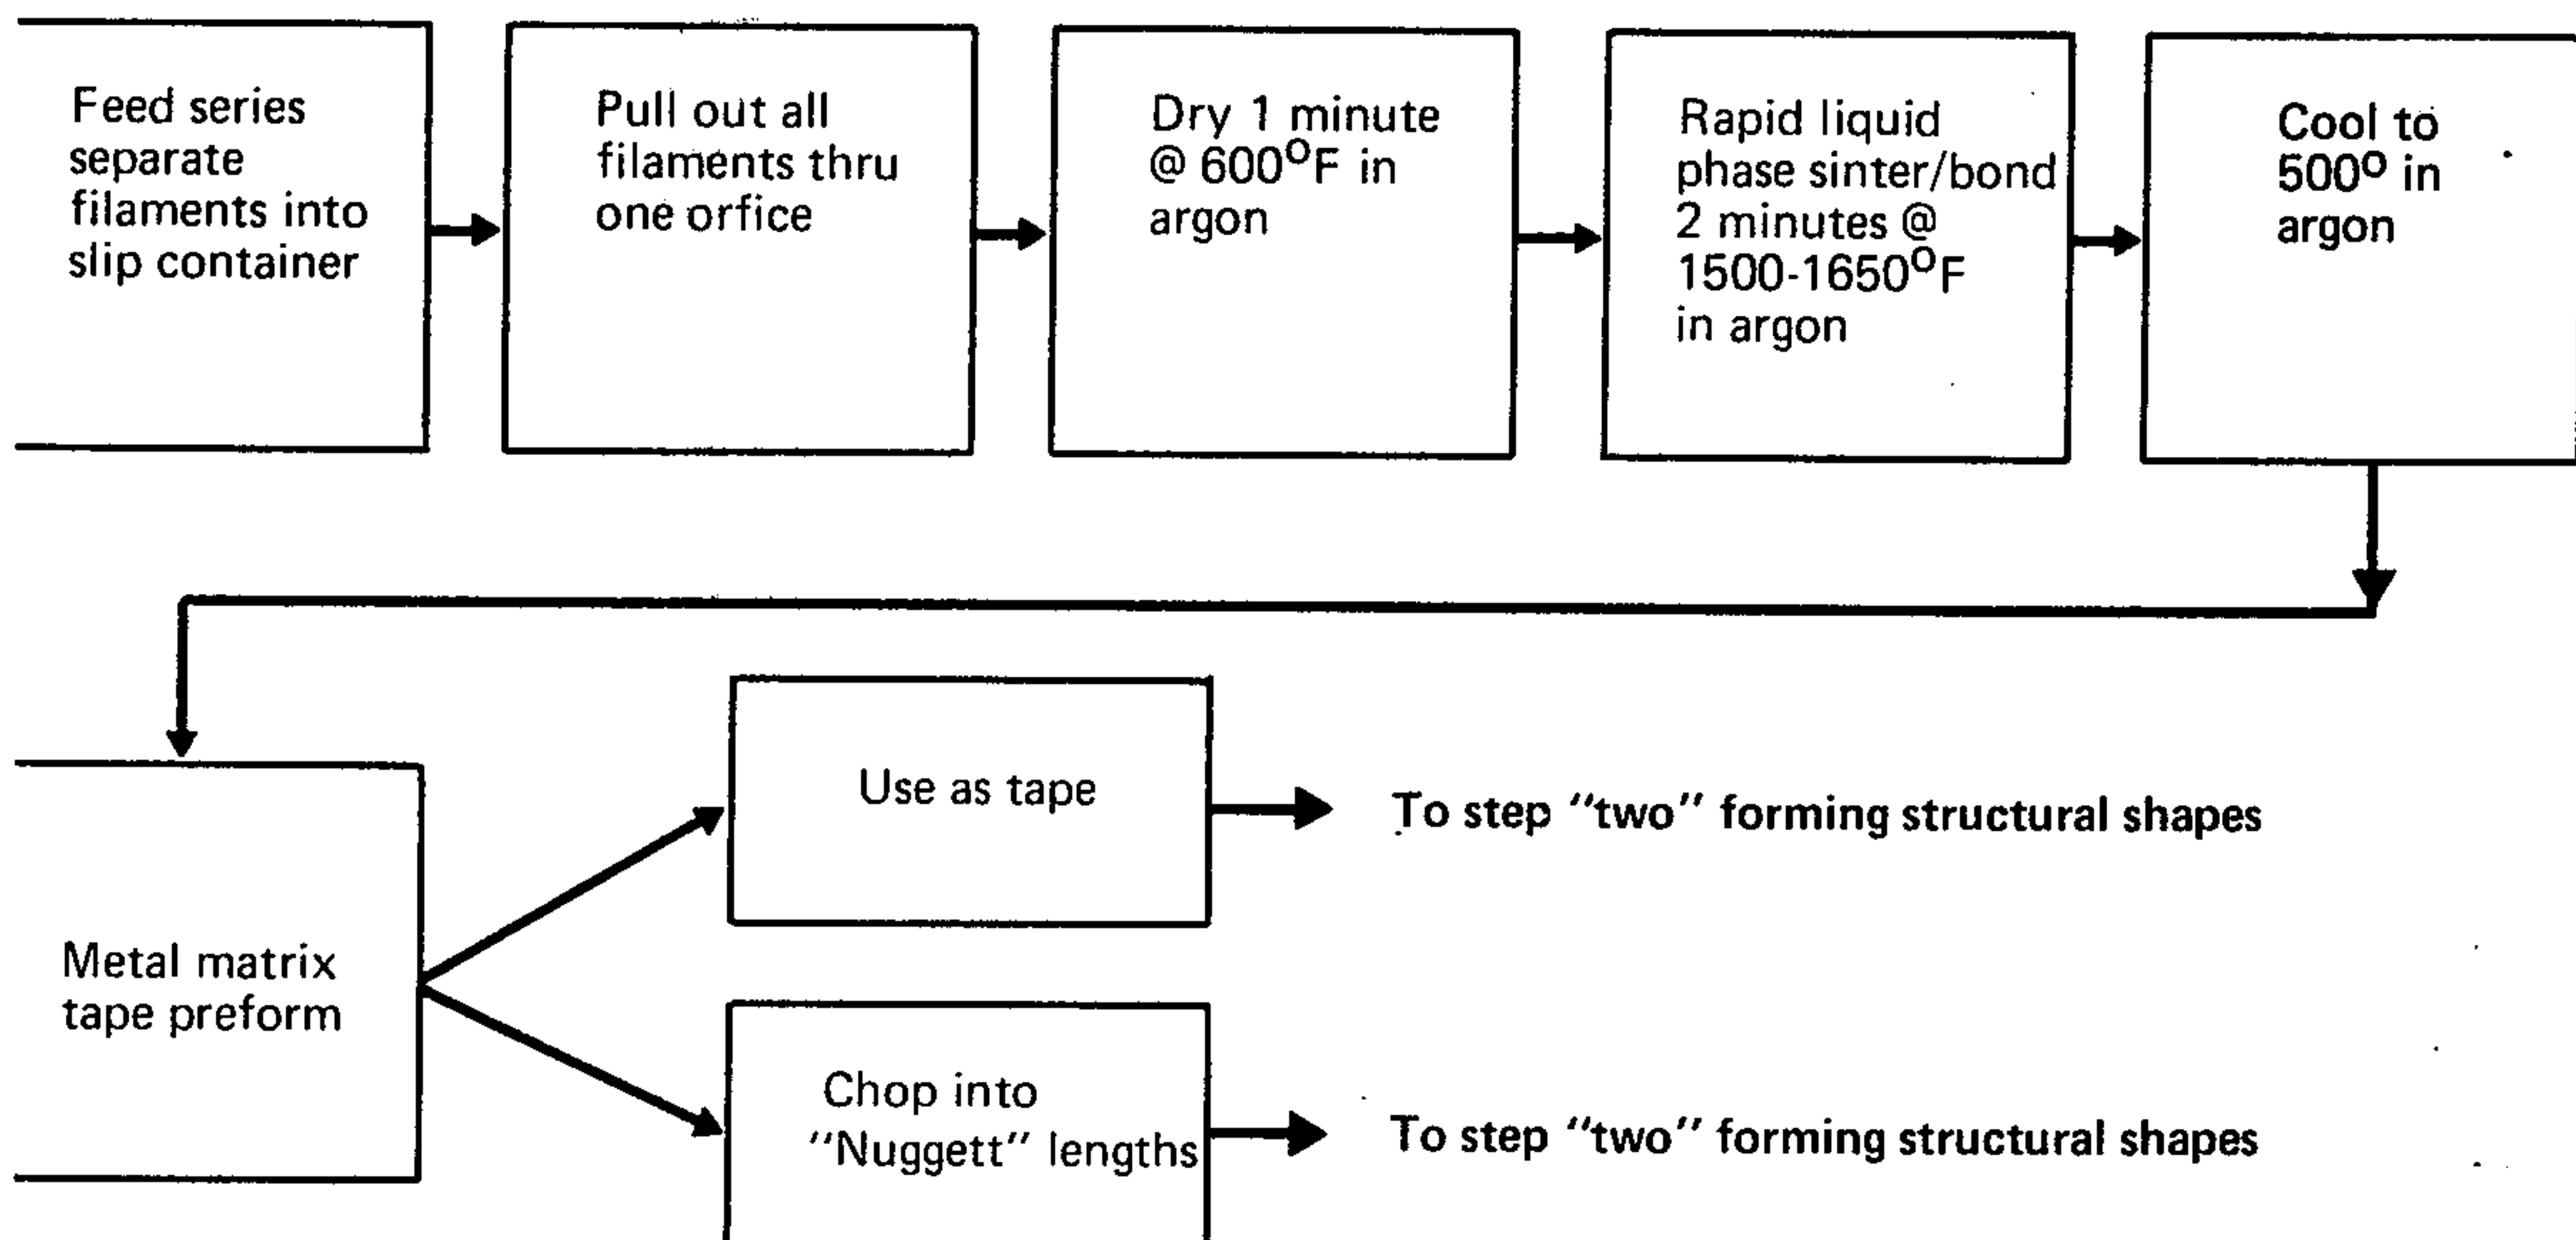 Feed series
separate
filaments into
slip container
Pull out all
filaments thru
one orfice
Dry 1 minute
@ 600°F in
argon
Rapid liquid
phase sinter/bond
2 minutes @
1500-1650°F
in argon
Cool to
500° in
argon
Metal matrix
tape preform
Use as tape
To step "two" forming structural shapes
Chop into
"Nuggett" lengths
To step "two" forming structural shapes